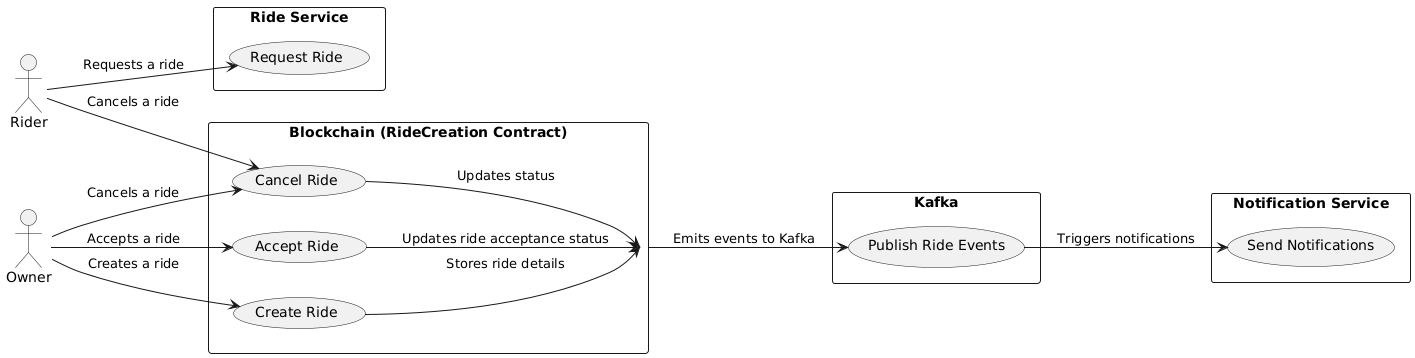 Ride Service
Request Ride
Requests a ride
Cancels a ride
Rider
Blockchain (RideCreation Contract)
Cancel Ride
Updates status
Cancels a ride
Accepts a ride
Creates a ride
Owner
Accept Ride
Updates ride acceptance status
Stores ride details
Create Ride
Emits events to Kafka
Kafka
Publish Ride Events
Triggers notifications
Notification Service
Send Notifications